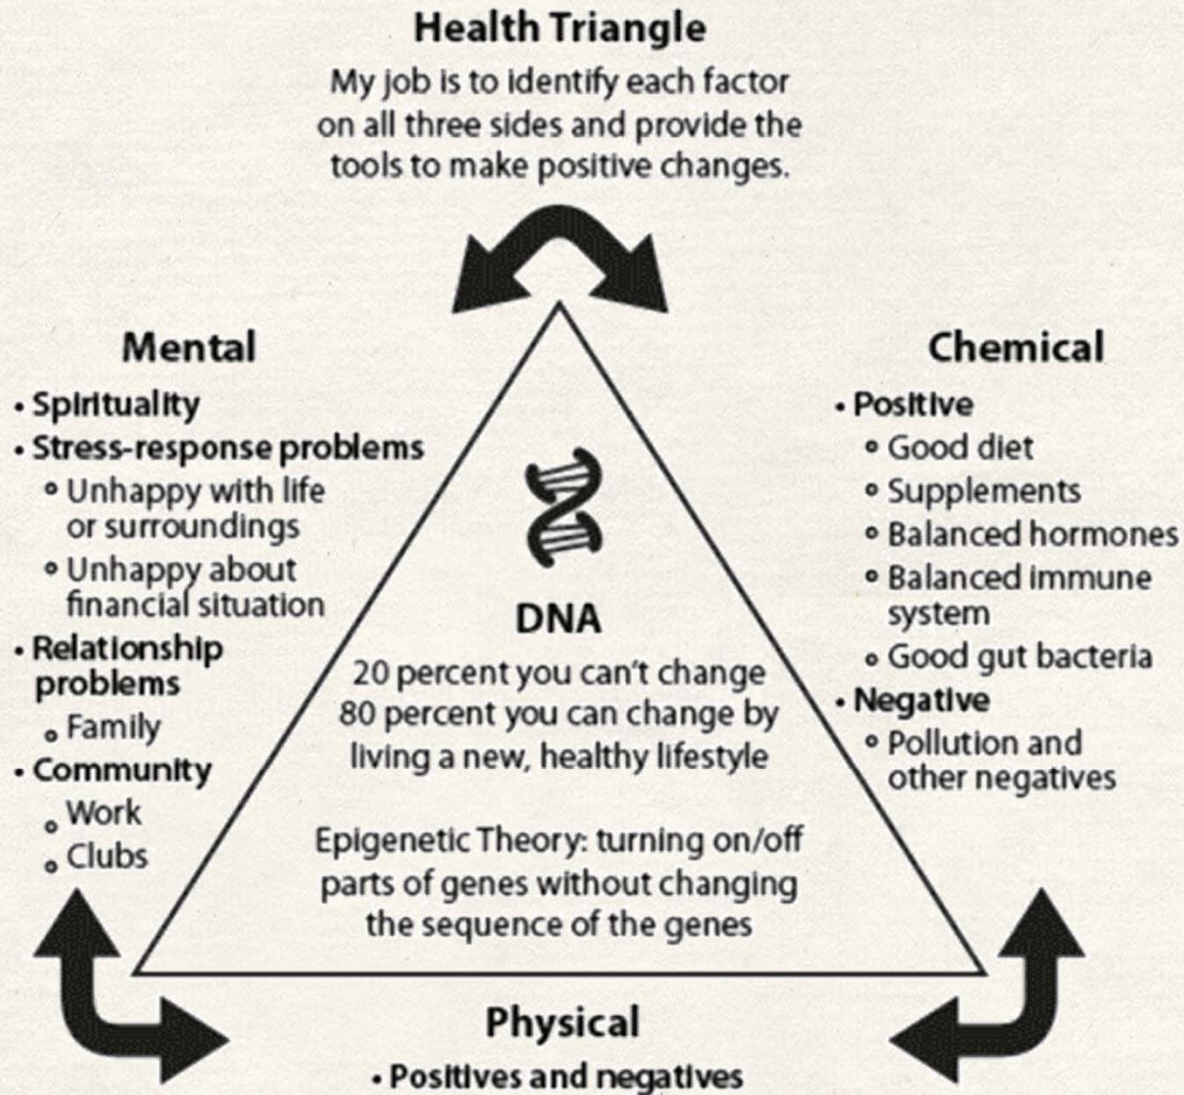 Health Triangle
My job is to identify each factor
on all three sides and provide the
tools to make positive changes.
Mental
• Spirituality
• Stress-response problems
∘ Unhappy with life
or surroundings
∘ Unhappy about
financial situation
• Relationship
problems
∘ Family
• Community
∘ Work
∘ Clubs
DNA
20 percent you can't change
80 percent you can change by
living a new, healthy lifestyle
Epigenetic Theory: turning on/off
parts of genes without changing
the sequence of the genes
Chemical
• Positive
∘ Good diet
∘ Supplements
∘ Balanced hormones
∘ Balanced immune
system
∘ Good gut bacteria
• Negative
∘ Pollution and
other negatives
Physical
• Positives and negatives